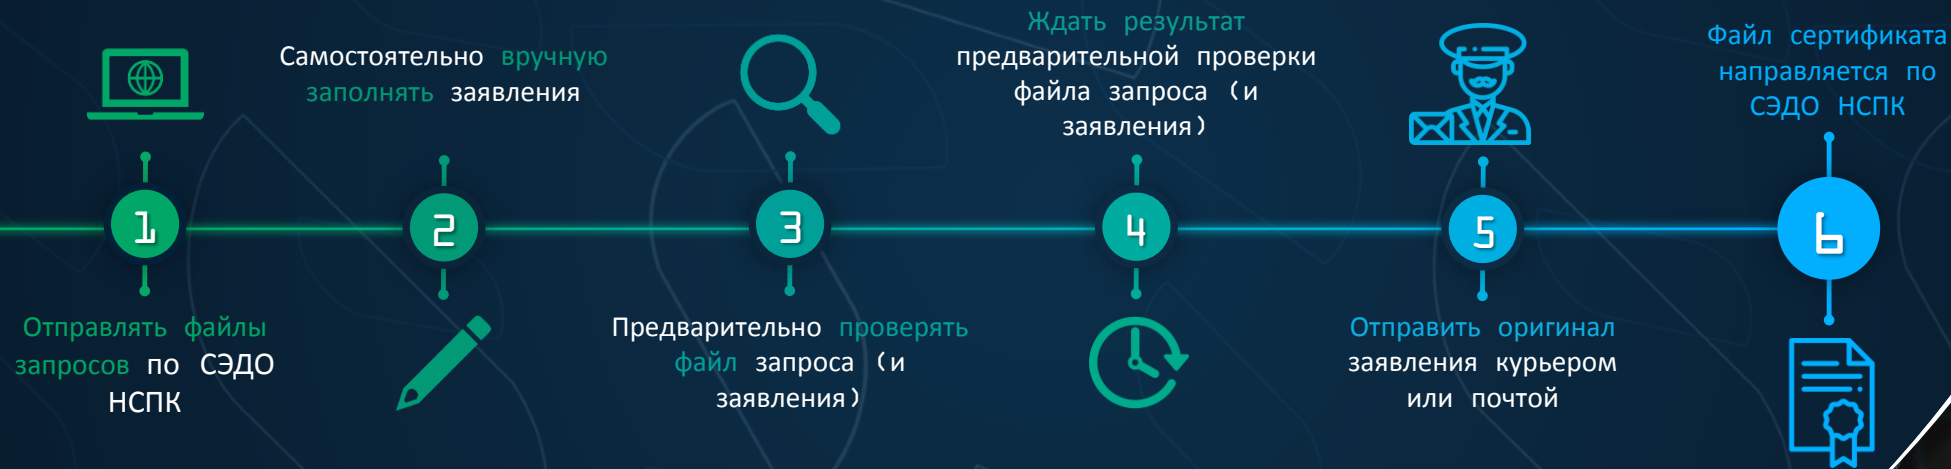 1
Отправлять файлы
запросов по СЭДО
НСПК
Самостоятельно вручную
заполнять заявления
2
3
Предварительно проверять
файл запроса (и
заявления)
Ждать результат
предварительной проверки
файла запроса (и
заявления)
4
5
Отправить оригинал
заявления курьером
или почтой
Файл сертификата
направляется по
СЭДО НСПК
6